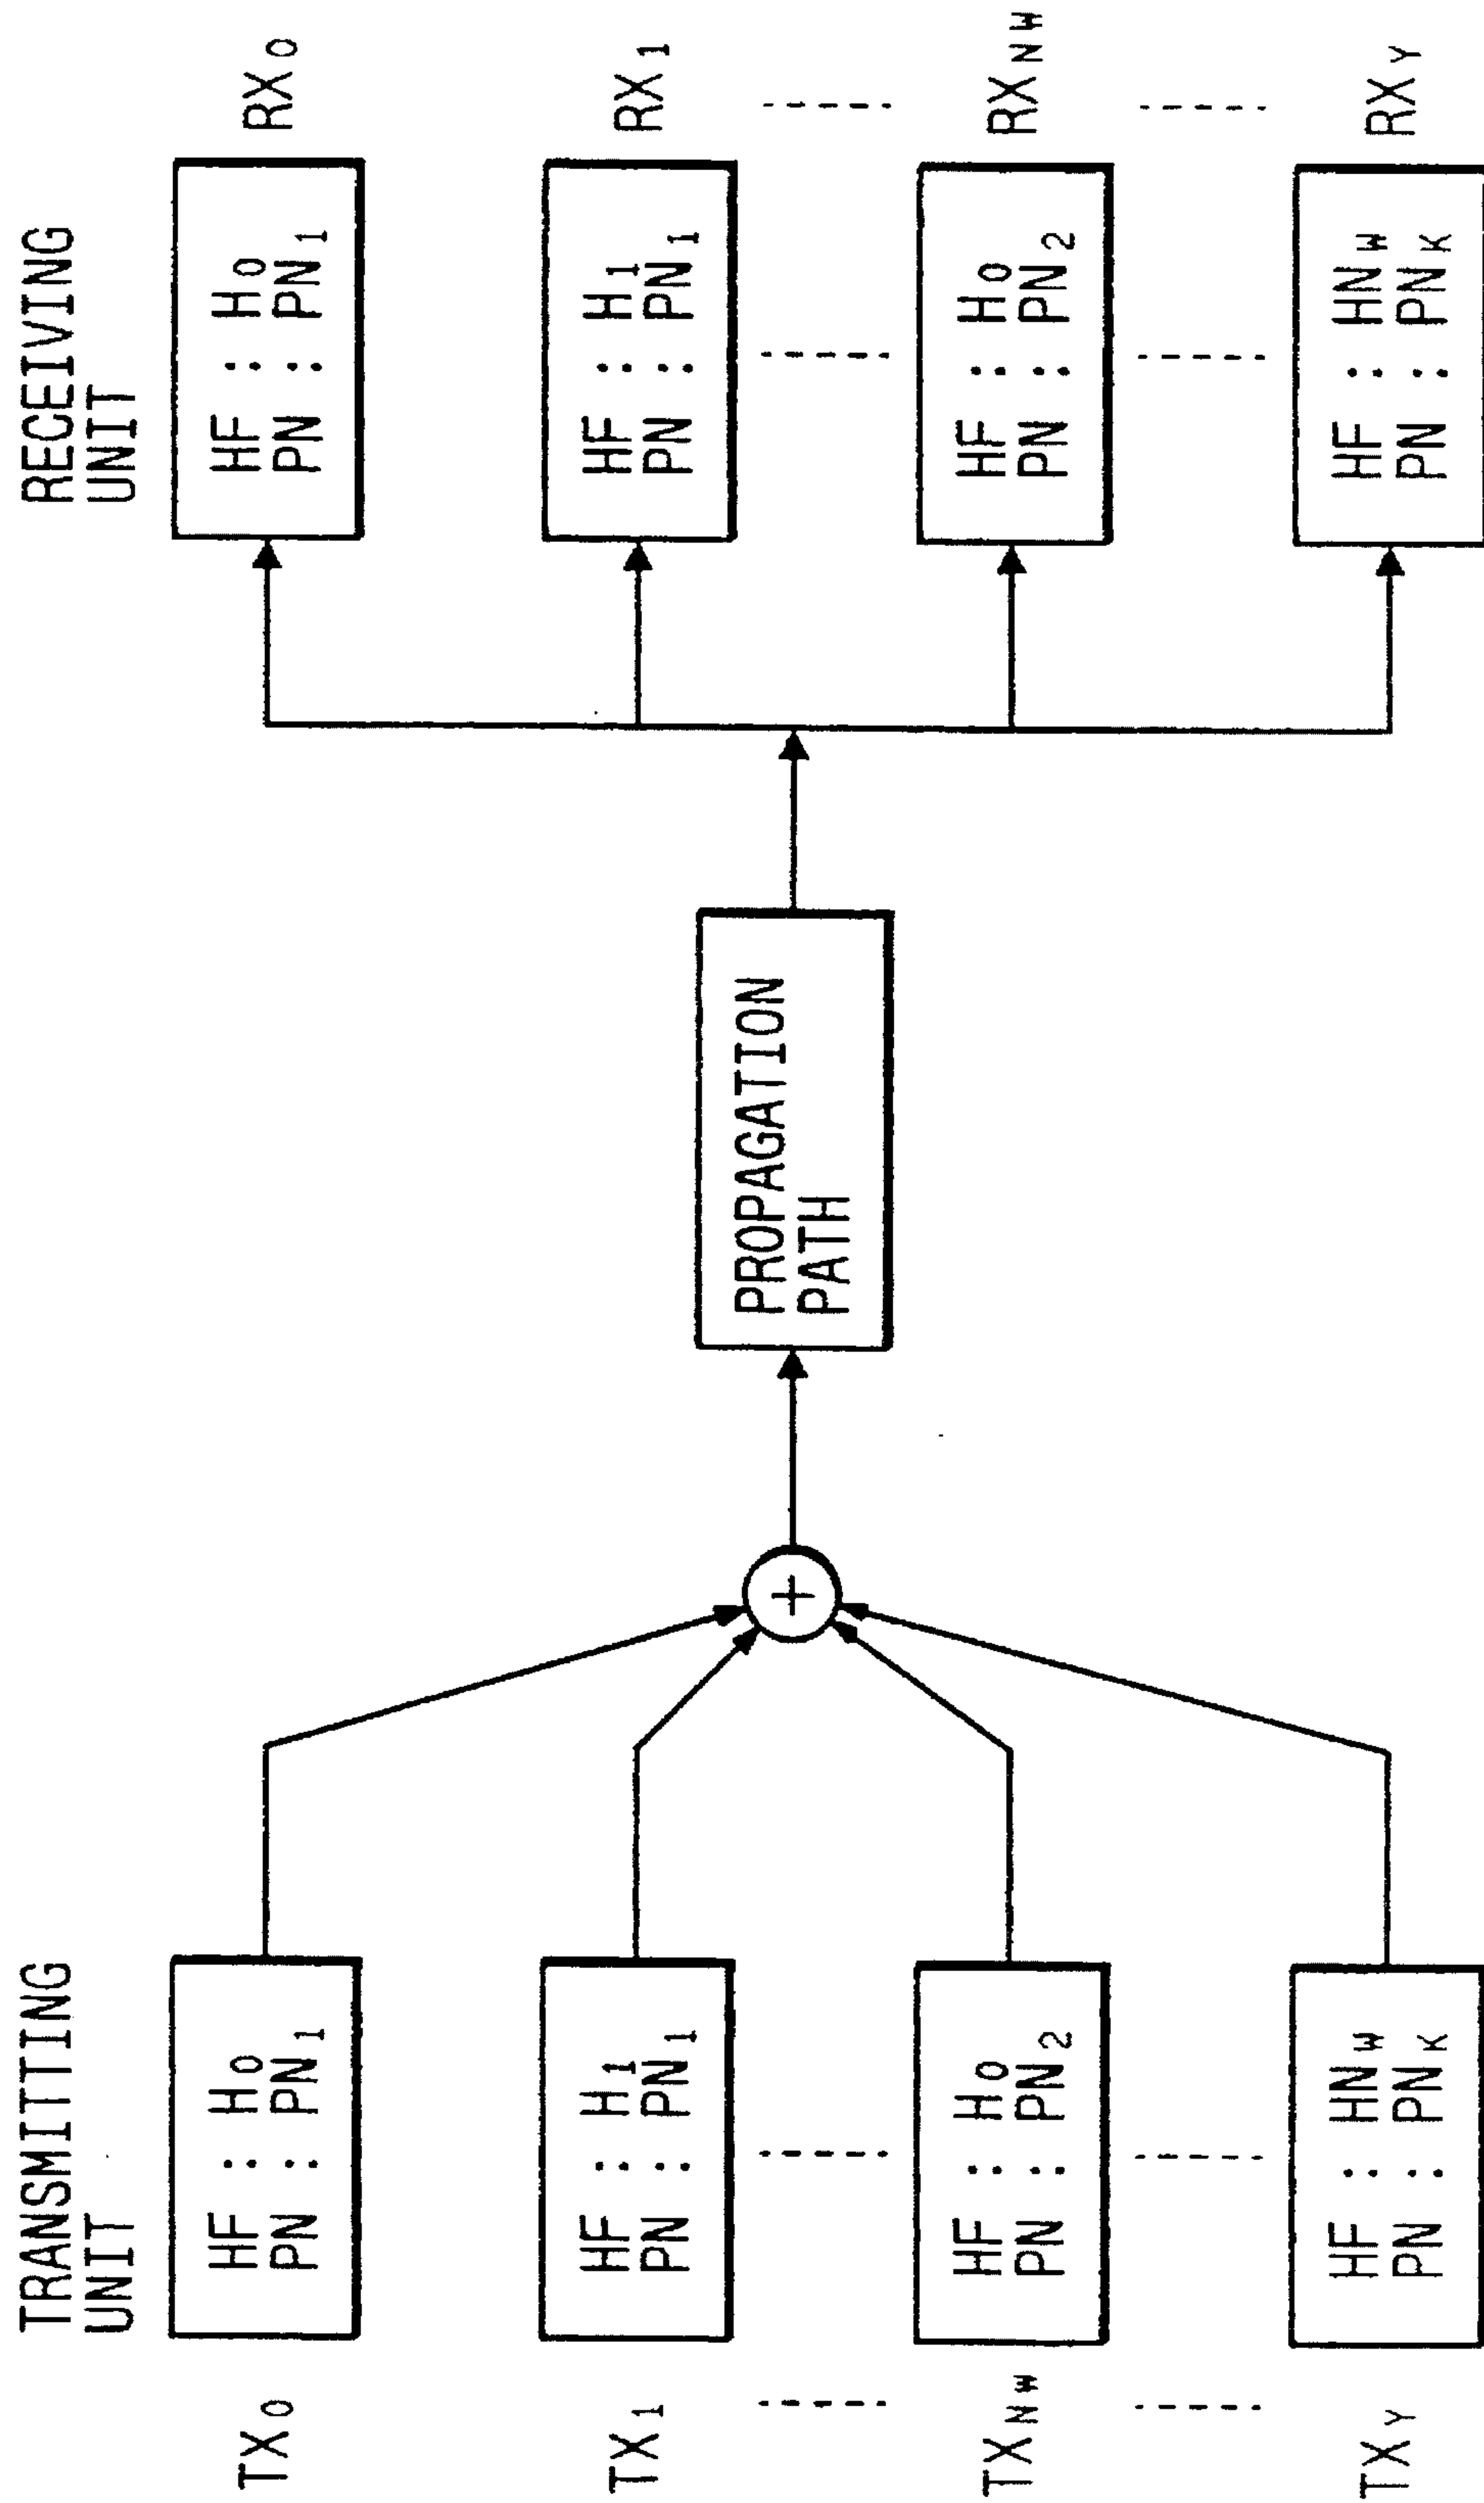 TRANSMITTING
UNIT
TX0
HF : H0
PN : PN1
TX1
HF : H1
PN : PN1
TXNW
HF : H0
PN : PN2
TXY
HF : HNW
PN : PNK
+
PROPAGATION
PATH
RECEIVING
UNIT
HF : H0
PN : PN1
RX0
HF : H1
PN : PN1
RX1
HF : H0
PN : PN2
RXNW
HF : HNW
PN : PNK
RXY